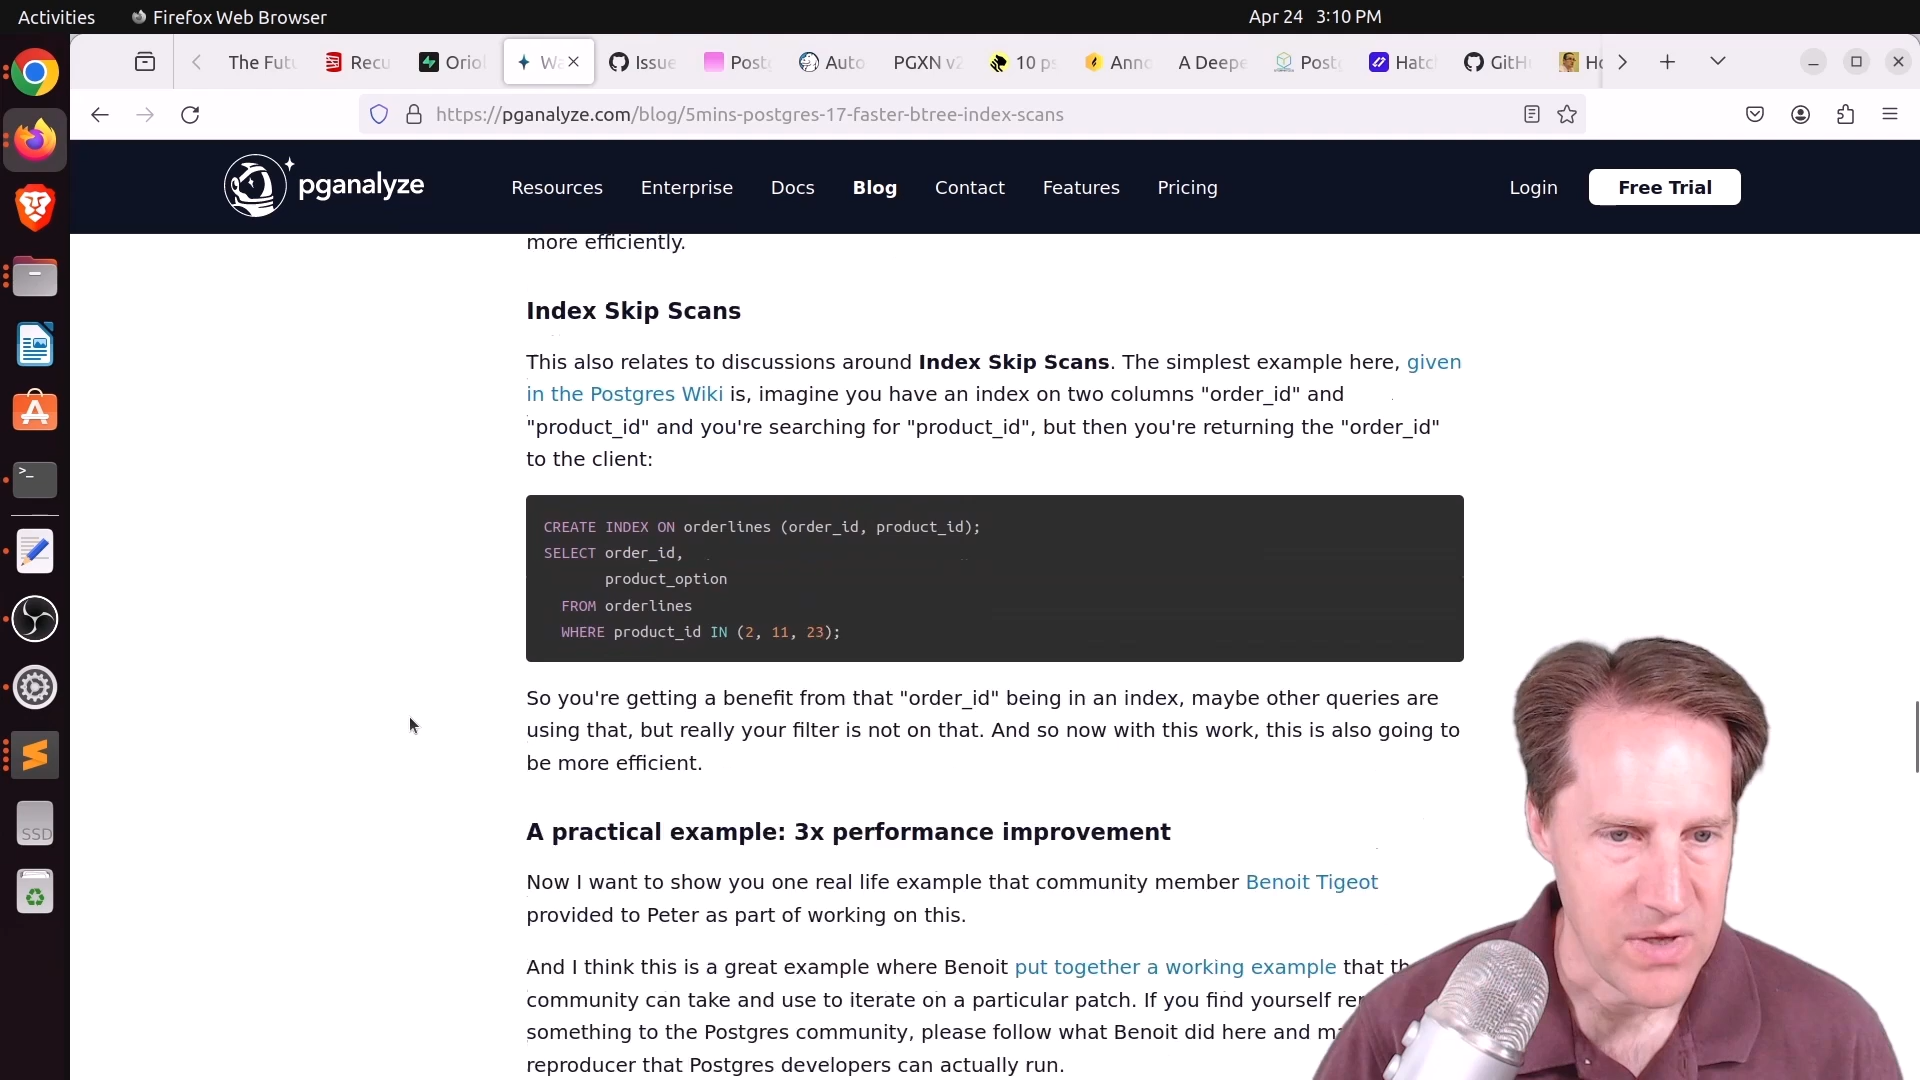 Activities
Firefox Web Browser
Apr 24 3:10 PM
The Futu
Recu
Oriol
Wa
Issue
Postg
Auto
PGXN v2
10 ps
Anno
A Deepe
Postg
Hatc
GitH
Ho
https://pganalyze.com/blog/5mins-postgres-17-faster-btree-index-scans
pganalyze
Resources
Enterprise
Docs
Blog
Contact
Features
Pricing
Login
Free Trial
more efficiently.
Index Skip Scans
This also relates to discussions around Index Skip Scans. The simplest example here, given
in the Postgres Wiki is, imagine you have an index on two columns "order_id" and
"product_id" and you're searching for "product_id", but then you're returning the "order_id"
to the client:
CREATE INDEX ON orderlines (order_id, product_id);
SELECT order_id,
product_option
FROM orderlines
WHERE product_id IN (2, 11, 23);
So you're getting a benefit from that "order_id" being in an index, maybe other queries are
using that, but really your filter is not on that. And so now with this work, this is also going to
be more efficient.
A practical example: 3x performance improvement
Now I want to show you one real life example that community member Benoit Tigeot
provided to Peter as part of working on this.
And I think this is a great example where Benoit put together a working example that th
community can take and use to iterate on a particular patch. If you find yourself re
something to the Postgres community, please follow what Benoit did here and m
reproducer that Postgres developers can actually run.
SSD